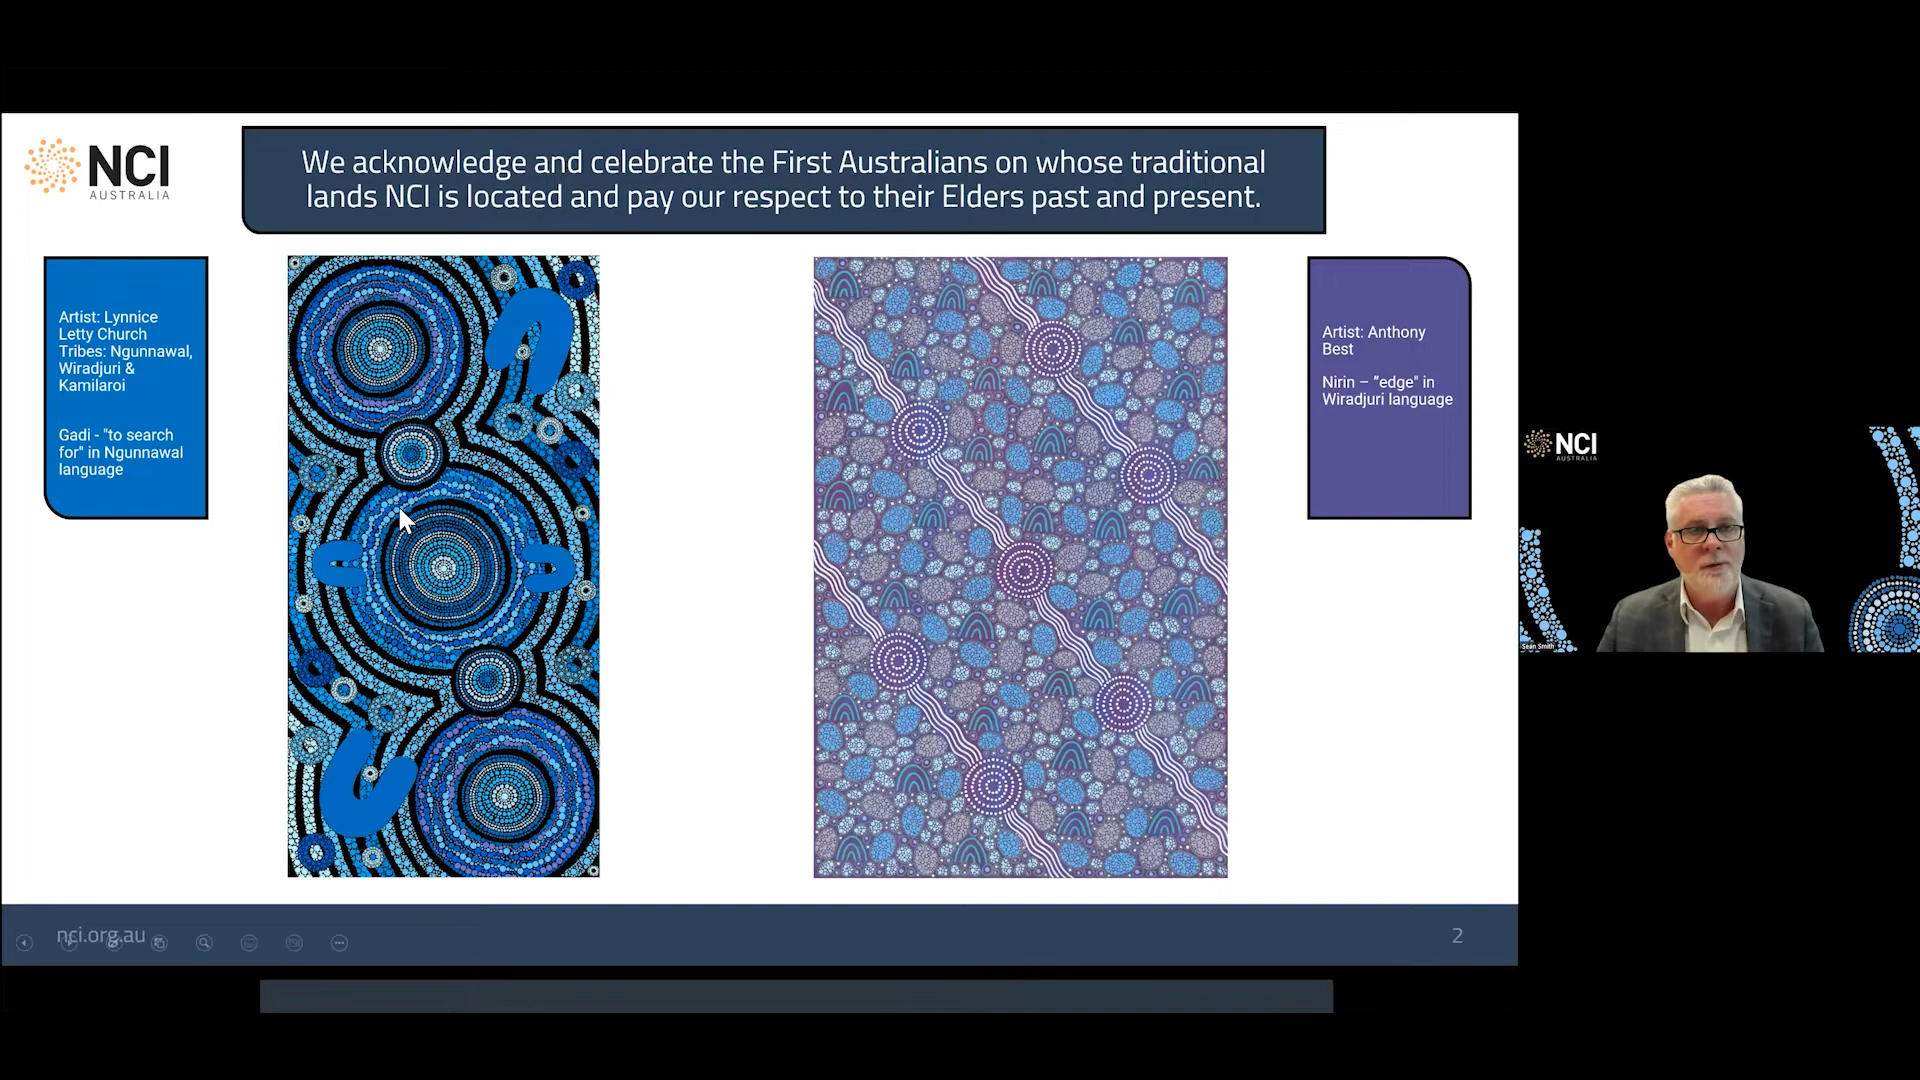 NCI
AUSTRALIA
We acknowledge and celebrate the First Australians on whose traditional
lands NCI is located and pay our respect to their Elders past and present.
Artist: Lynnice
Letty Church
Tribes: Ngunnawal,
Wiradjuri &
Kamilaroi
Gadi - "to search
for" in Ngunnawal
language
Artist: Anthony
Best
Nirin – "edge" in
Wiradjuri language
NCI
AUSTRALIA
Sean Smith
nci.org.au
2